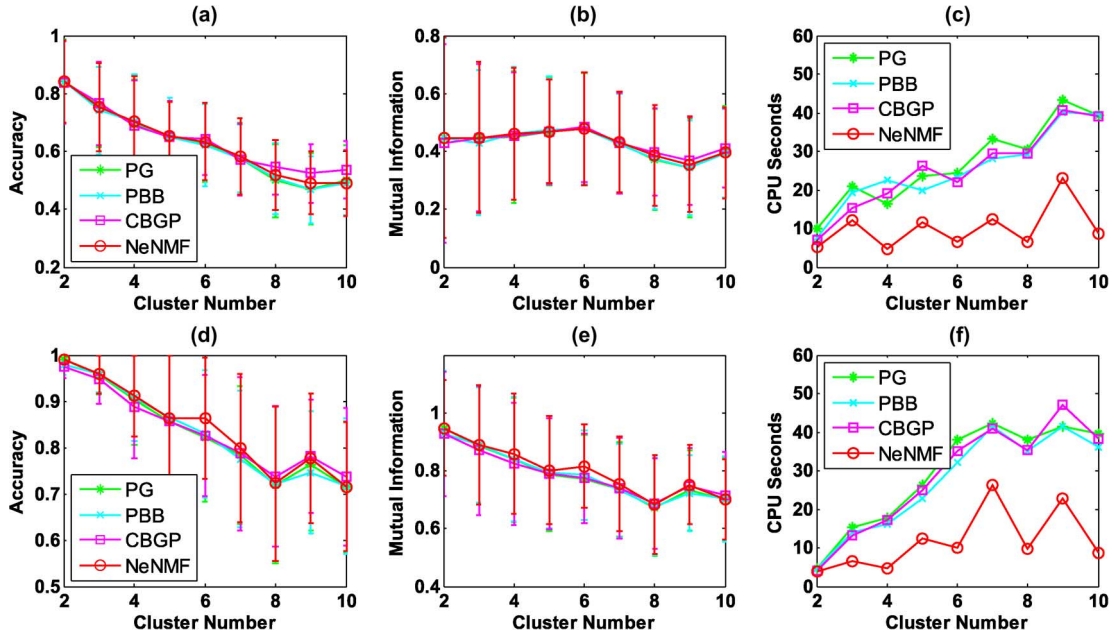 (a)
Accuracy
1
0.8
0.6
0.4
0.2
PG
PBB
CBGP
NeNMF
2 4 6 8 10
Cluster Number
(b)
Mutual Information
0.8
0.6
0.4
0.2
0
2 4 6 8 10
Cluster Number
(c)
CPU Seconds
60
50
40
30
20
10
0
PG
PBB
CBGP
NeNMF
2 4 6 8 10
Cluster Number
(d)
Accuracy
1
0.9
0.8
0.7
0.6
0.5
PG
PBB
CBGP
NeNMF
2 4 6 8 10
Cluster Number
(e)
Mutual Information
1
0.8
0.6
0.4
2 4 6 8 10
Cluster Number
(f)
CPU Seconds
60
50
40
30
20
10
0
PG
PBB
CBGP
NeNMF
2 4 6 8 10
Cluster Number